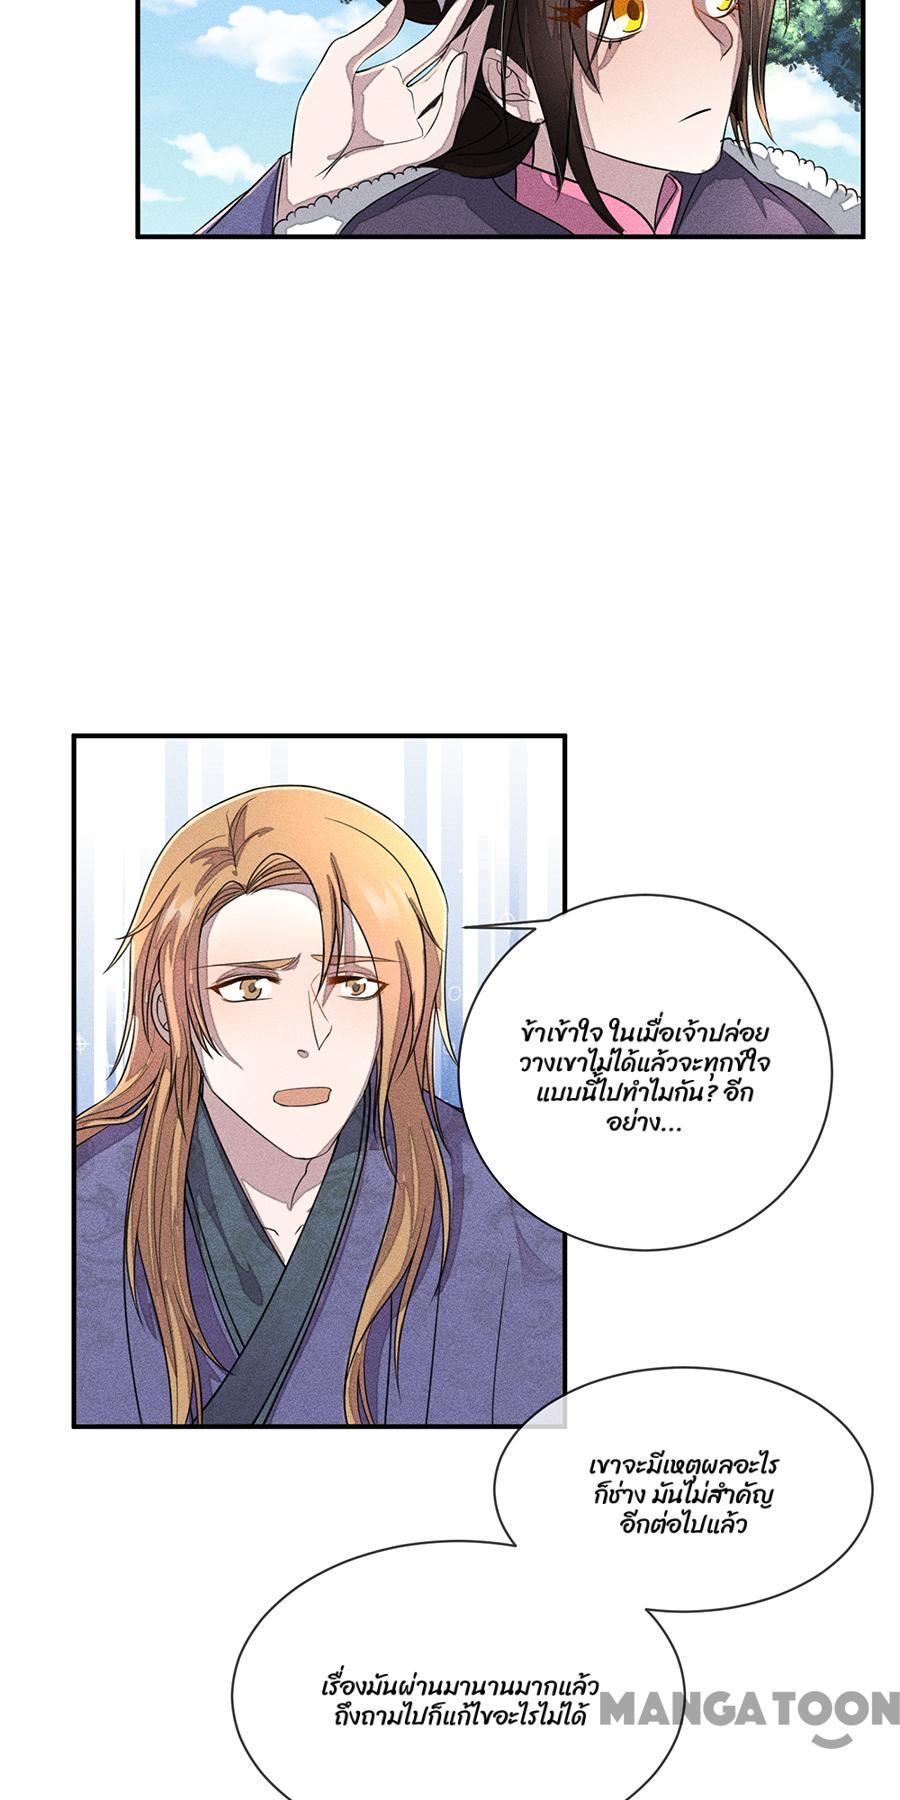 ข้าเข้าใจ ในเมื่อเจ้าปล่อย
วางเขาไม่ได้แล้วจะทุกข์ใจ
แบบนี้ไปทำไมกัน? อีก
อย่าง...
เขาจะมีเหตุผลอะไร
ก็ช่าง มันไม่สำคัญ
อีกต่อไปแล้ว
เรื่องมันผ่านมานานมากแล้ว
ถึงถามไปก็แก้ไขอะไรไม่ได้
MANGATOON